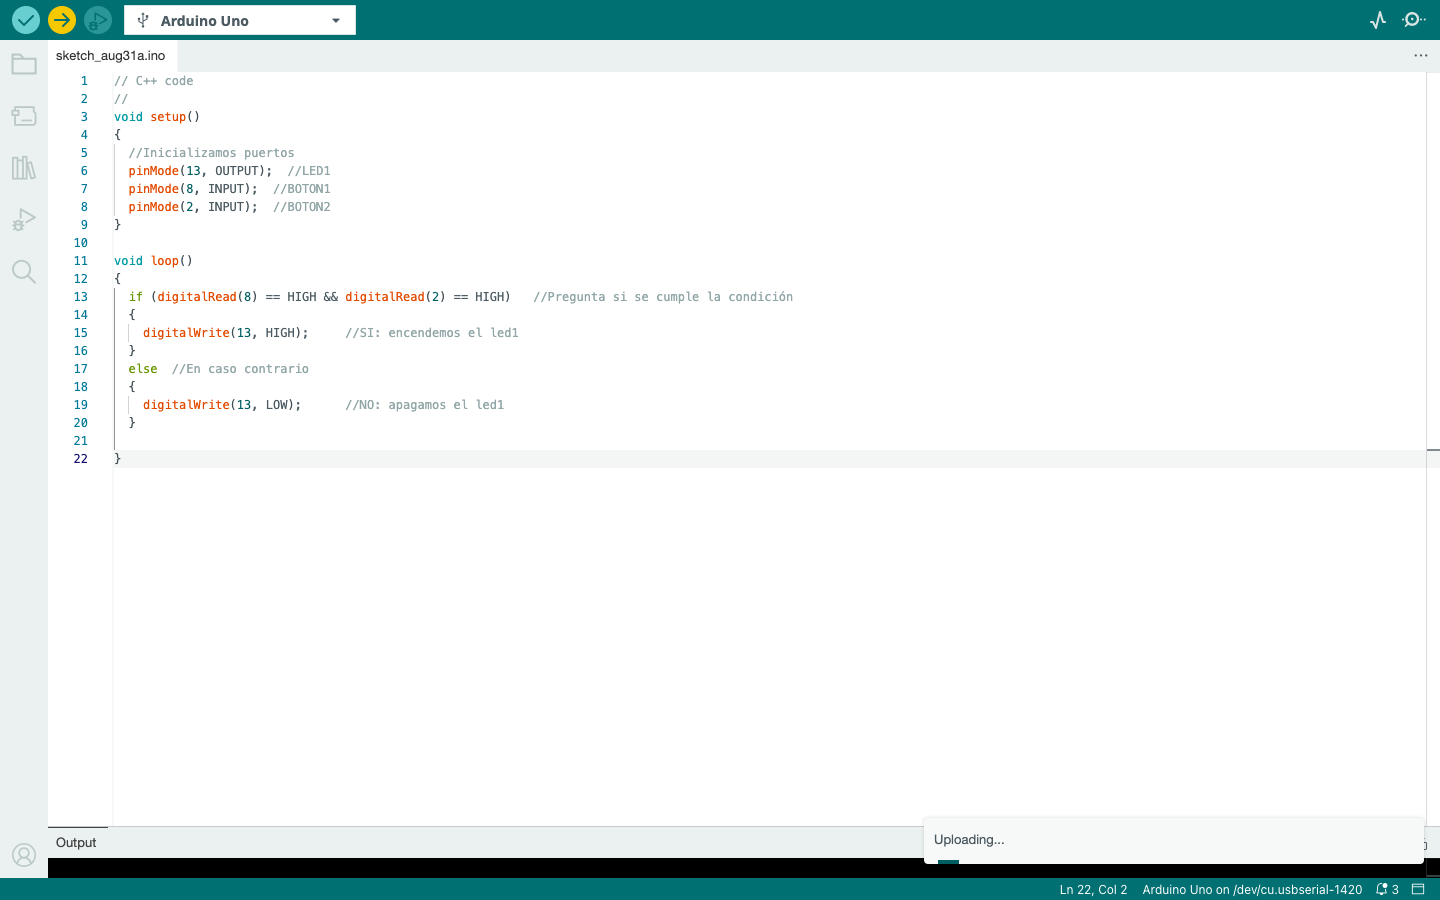 Arduino Uno
sketch_aug31a.ino
1 // C++ code
2 //
3 void setup()
4 {
5 //Inicializamos puertos
6 pinMode(13, OUTPUT); //LED1
7 pinMode(8, INPUT); //BOTON1
8 pinMode(2, INPUT); //BOTON2
9 }
10
11 void loop()
12 {
13 if (digitalRead(8) == HIGH && digitalRead(2) == HIGH) //Pregunta si se cumple la condición
14 {
15 digitalWrite(13, HIGH); //SI: encendemos el led1
16 }
17 else //En caso contrario
18 {
19 digitalWrite(13, LOW); //NO: apagamos el led1
20 }
21
22 }
Output
Uploading...
Ln 22, Col 2 Arduino Uno on /dev/cu.usbserial-1420 3